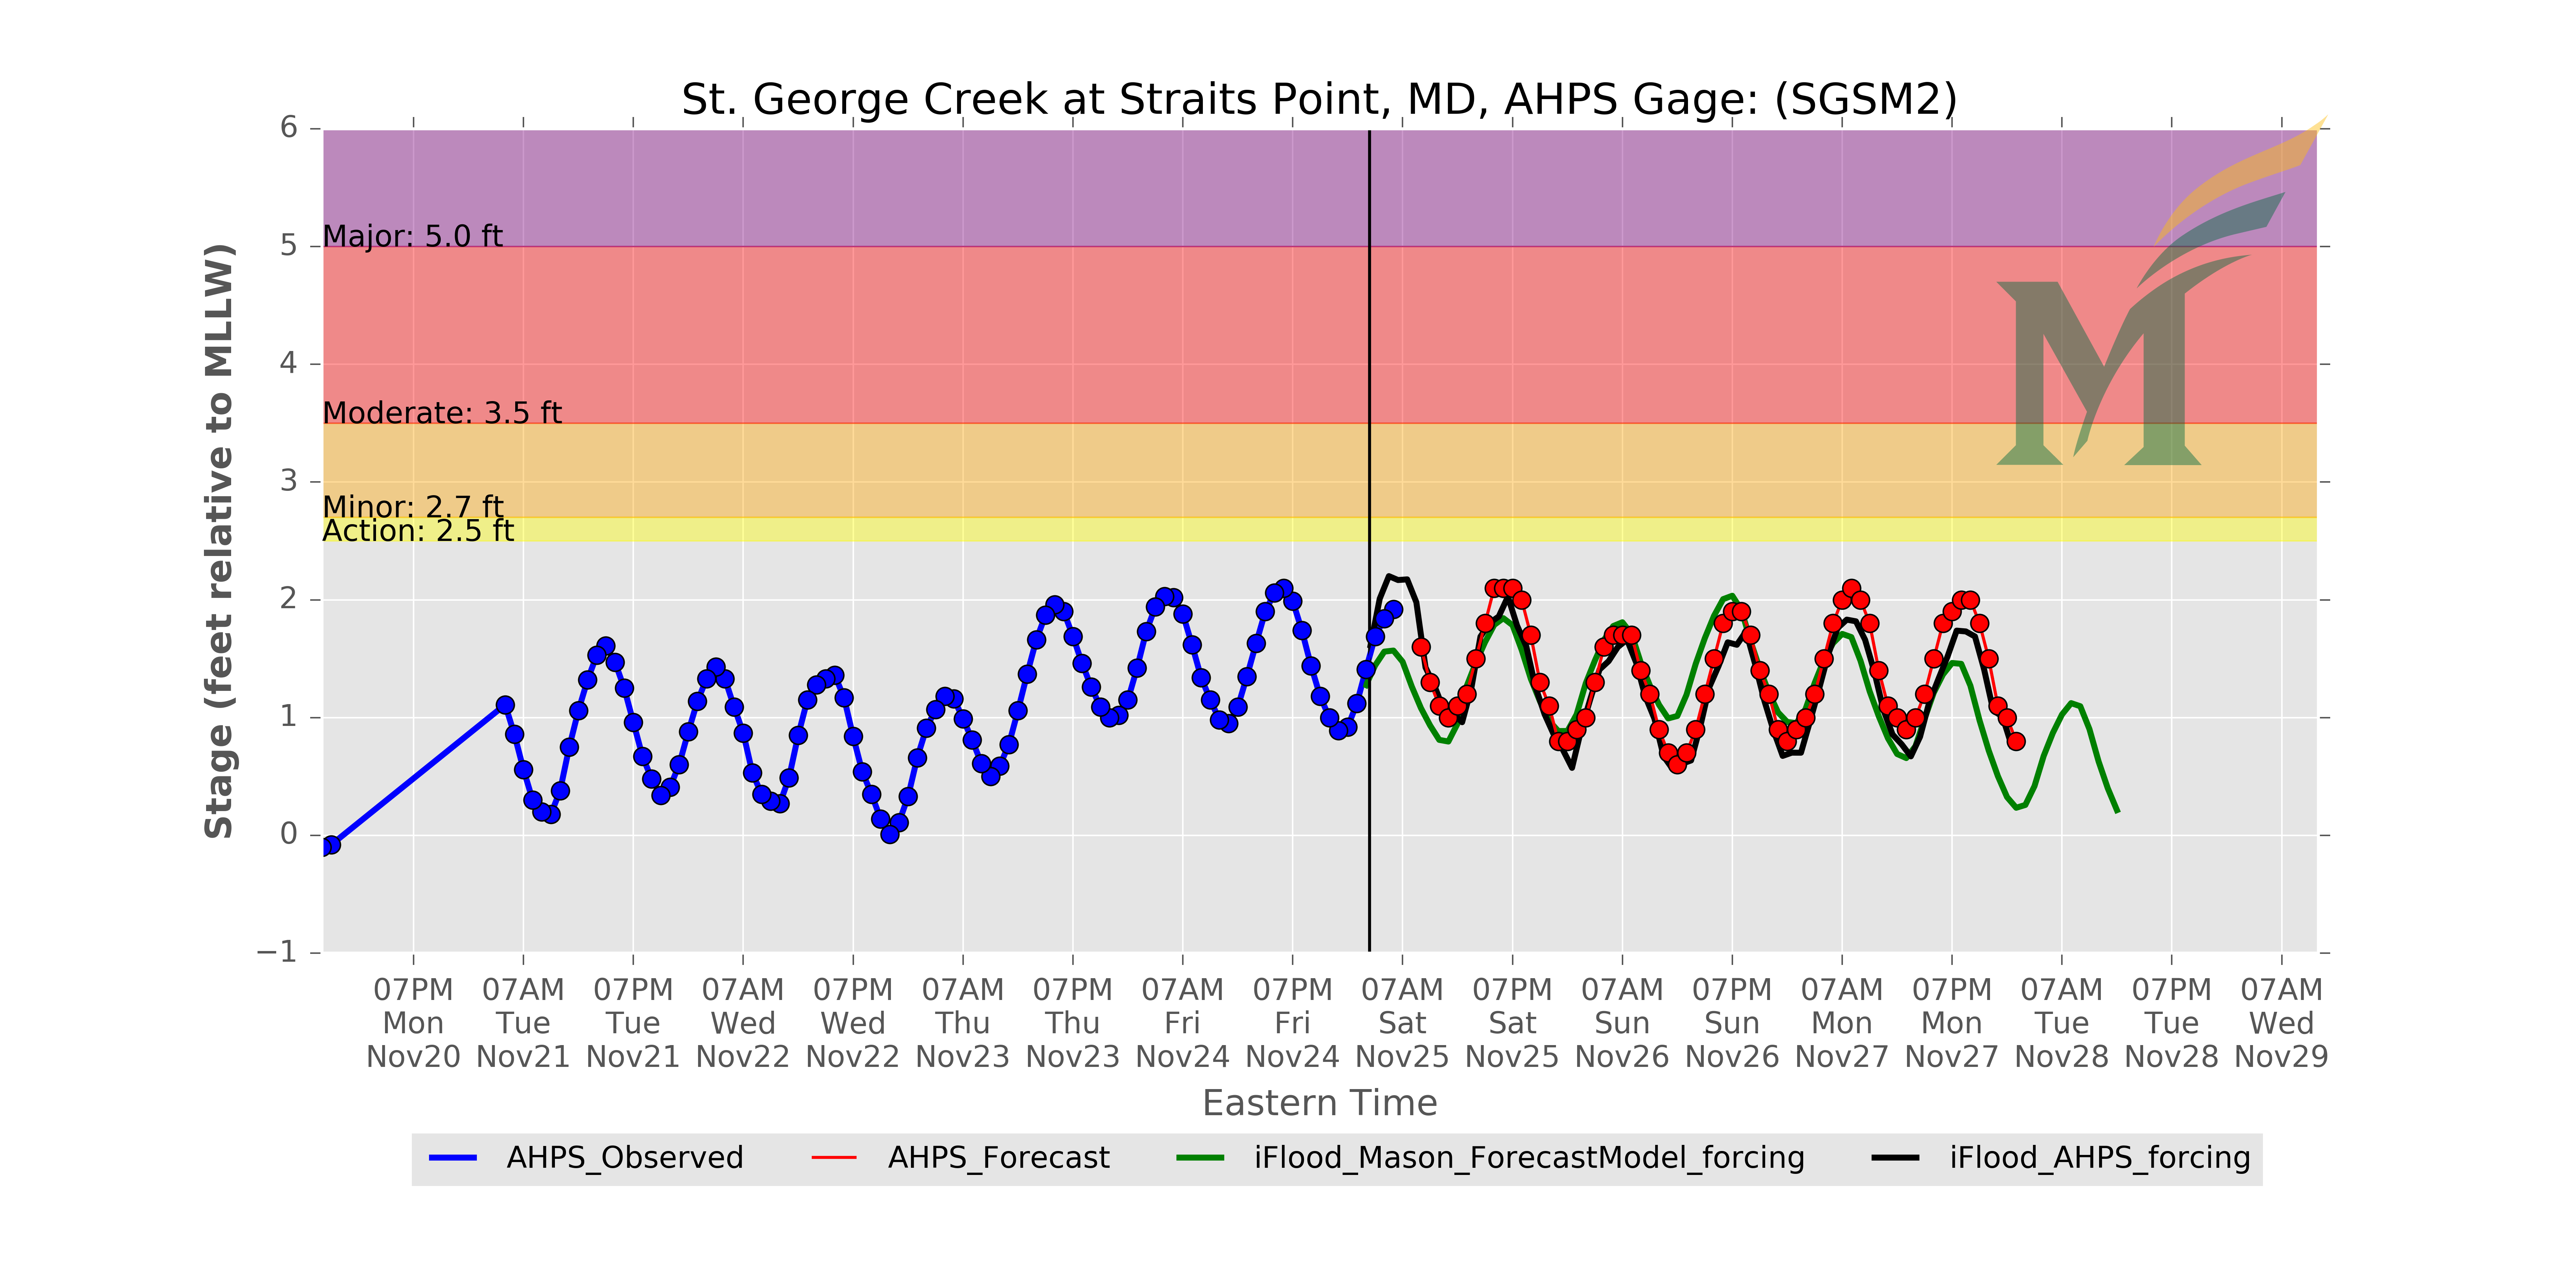 St. George Creek at Straits Point, MD, AHPS Gage: (SGSM2)
Stage (feet relative to MLLW)
6
5
4
3
2
1
0
−1
Major: 5.0 ft
Moderate: 3.5 ft
Minor: 2.7 ft
Action: 2.5 ft
M
07PM 07AM 07PM 07AM 07PM 07AM 07PM 07AM 07PM 07AM 07PM 07AM 07PM 07AM 07PM 07AM 07PM 07AM
Mon Tue Tue Wed Wed Thu Thu Fri Fri Sat Sat Sun Sun Mon Mon Tue Tue Wed
Nov20 Nov21 Nov21 Nov22 Nov22 Nov23 Nov23 Nov24 Nov24 Nov25 Nov25 Nov26 Nov26 Nov27 Nov27 Nov28 Nov28 Nov29
Eastern Time
AHPS_Observed AHPS_Forecast iFlood_Mason_ForecastModel_forcing iFlood_AHPS_forcing